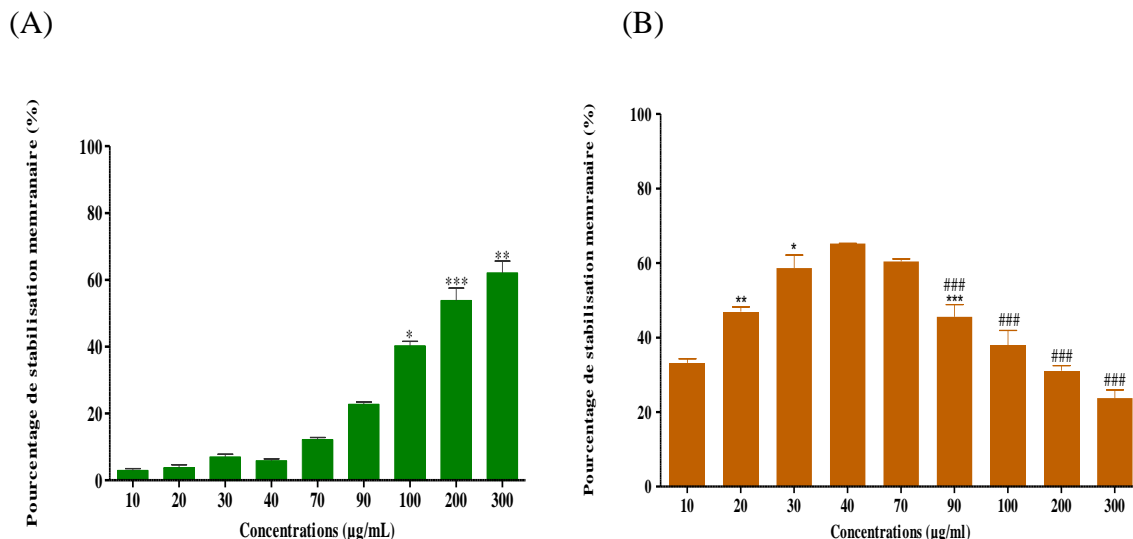 (A)
(B)
Pourcentage de stabilisation memranaire (%)
100
80
60
40
20
0
*
***
**
10 20 30 40 70 90 100 200 300
Concentrations (µg/mL)
Pourcentage de stabilisation memranaire (%)
100
80
60
40
20
0
**
*
###
***
###
###
###
10 20 30 40 70 90 100 200 300
Concentrations (µg/ml)